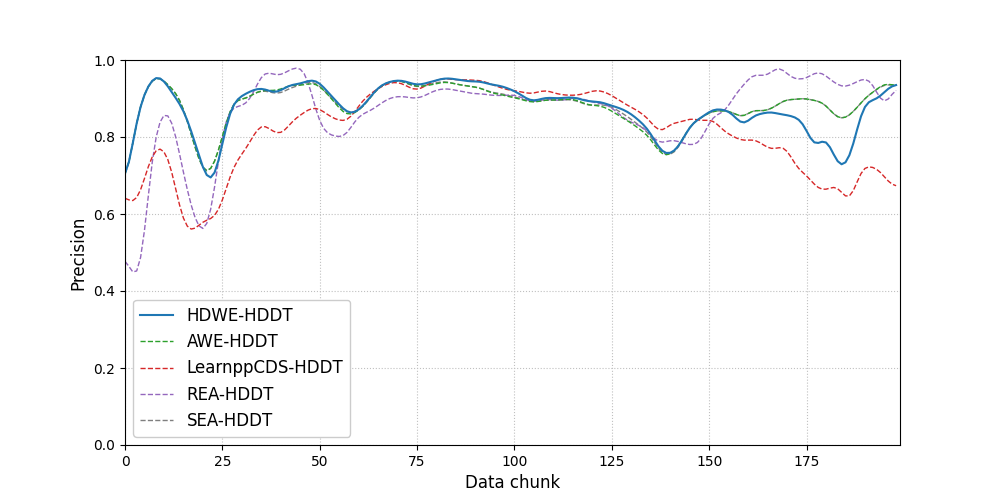 1.0
0.8
0.6
0.4
0.2
0.0
Precision
HDWE-HDDT
AWE-HDDT
LearnppCDS-HDDT
REA-HDDT
SEA-HDDT
0 25 50 75 100 125 150 175
Data chunk